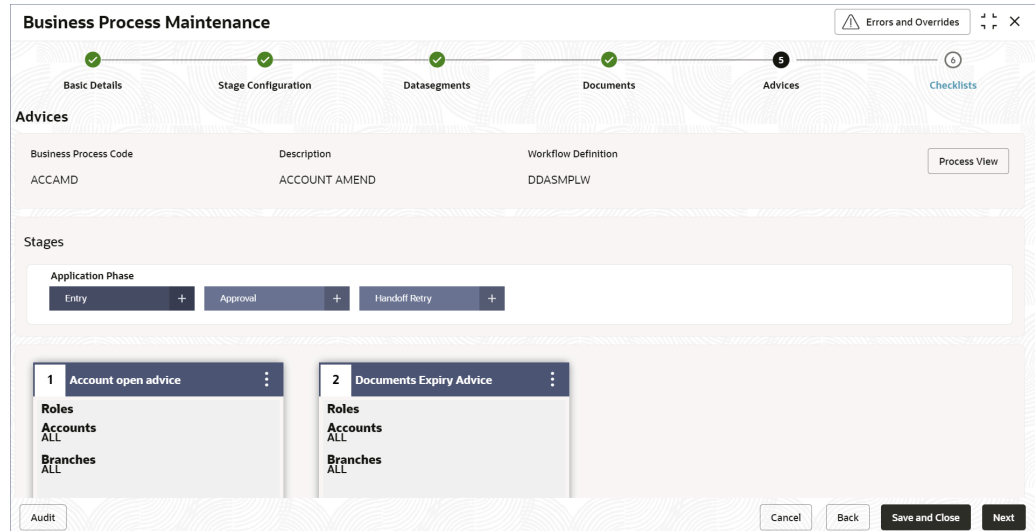 Business Process Maintenance
Errors and Overrides
5
6
Basic Details
Stage Configuration
Datasegments
Documents
Advices
Checklists
Advices
Business Process Code
Description
Workflow Definition
Process View
ACCAMD
ACCOUNT AMEND
DDASMPLW
Stages
Application Phase
Entry +
Approval +
Handoff Retry +
1 Account open advice
Roles
Accounts
ALL
Branches
ALL
2 Documents Expiry Advice
Roles
Accounts
ALL
Branches
ALL
Audit
Cancel
Back
Save and Close
Next